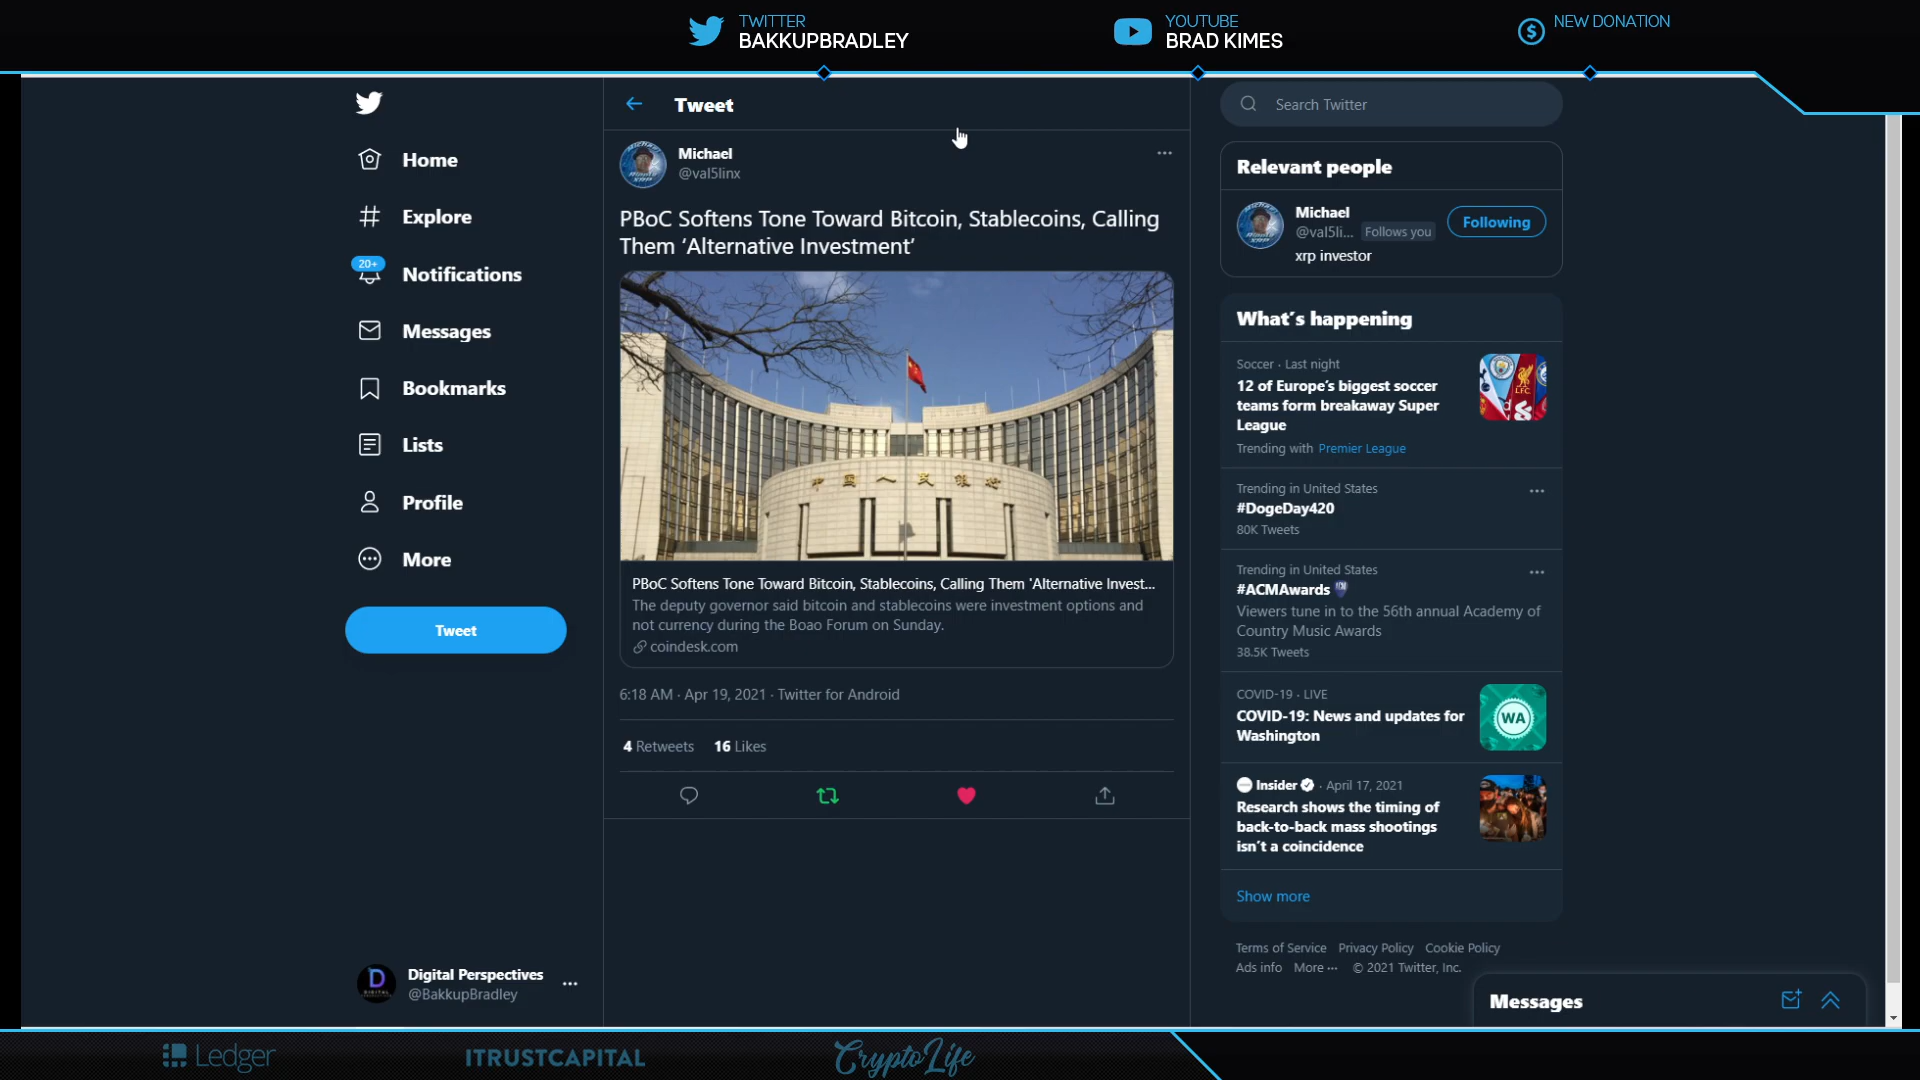 TWITTER
BAKKUPBRADLEY
YOUTUBE
BRAD KIMES
NEW DONATION
Home
Explore
20+
Notifications
Messages
Bookmarks
Lists
Profile
More
Tweet
Digital Perspectives
@BakkupBradley
Tweet
Michael
@val5linx
PBoC Softens Tone Toward Bitcoin, Stablecoins, Calling
Them ‘Alternative Investment’
中国人民银行
PBoC Softens Tone Toward Bitcoin, Stablecoins, Calling Them 'Alternative Invest...
The deputy governor said bitcoin and stablecoins were investment options and
not currency during the Boao Forum on Sunday.
coindesk.com
6:18 AM · Apr 19, 2021 · Twitter for Android
4 Retweets 16 Likes
Search Twitter
Relevant people
Michael
@val5li... Follows you
Following
xrp investor
What’s happening
Soccer · Last night
12 of Europe’s biggest soccer
teams form breakaway Super
League
Trending with Premier League
LFC
Trending in United States
#DogeDay420
80K Tweets
Trending in United States
#ACMAwards
Viewers tune in to the 56th annual Academy of
Country Music Awards
38.5K Tweets
COVID-19 · LIVE
COVID-19: News and updates for
Washington
WA
Insider · April 17, 2021
Research shows the timing of
back-to-back mass shootings
isn’t a coincidence
Show more
Terms of Service Privacy Policy Cookie Policy
Ads info More ··· © 2021 Twitter, Inc.
Messages
Ledger
ITRUSTCAPITAL
CryptoLife